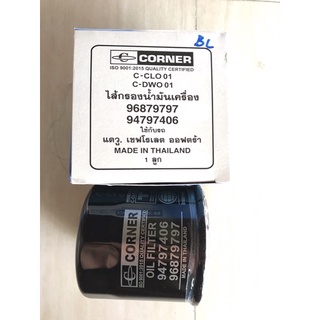 BL
C CORNER
ISO 9001:2015 QUALITY CERTIFIED
C-CLO 01
C-DWO 01
ไส้กรองน้ำมันเครื่อง
96879797
94797406
ใช้กับรถ
แดวู, เชฟโรเลต ออฟตร้า
MADE IN THAILAND
1 ลูก
C CORNER
OIL FILTER
94797406
96879797
MADE IN THAILAND